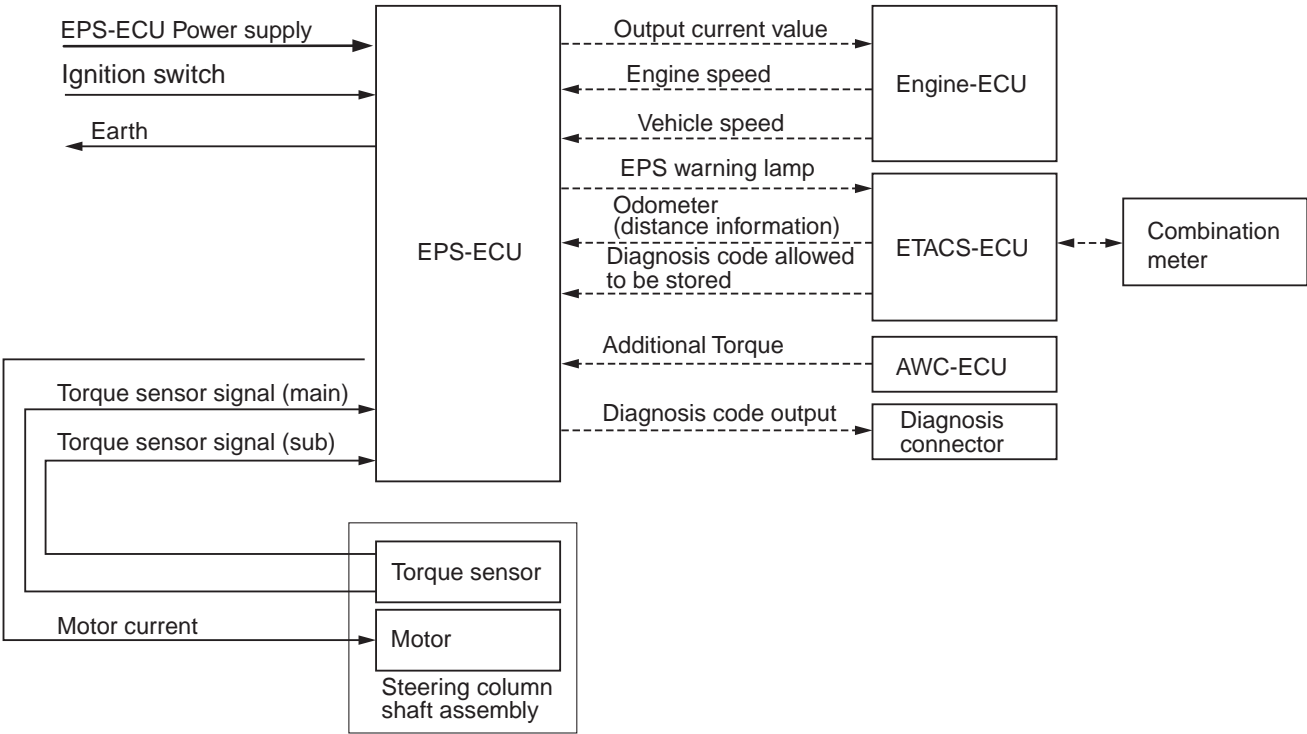 EPS-ECU Power supply
Ignition switch
Earth
EPS-ECU
Output current value
Engine speed
Vehicle speed
Engine-ECU
EPS warning lamp
Odometer
(distance information)
Diagnosis code allowed
to be stored
ETACS-ECU
Combination
meter
Additional Torque
AWC-ECU
Diagnosis code output
Diagnosis
connector
Torque sensor signal (main)
Torque sensor signal (sub)
Torque sensor
Motor current
Motor
Steering column
shaft assembly